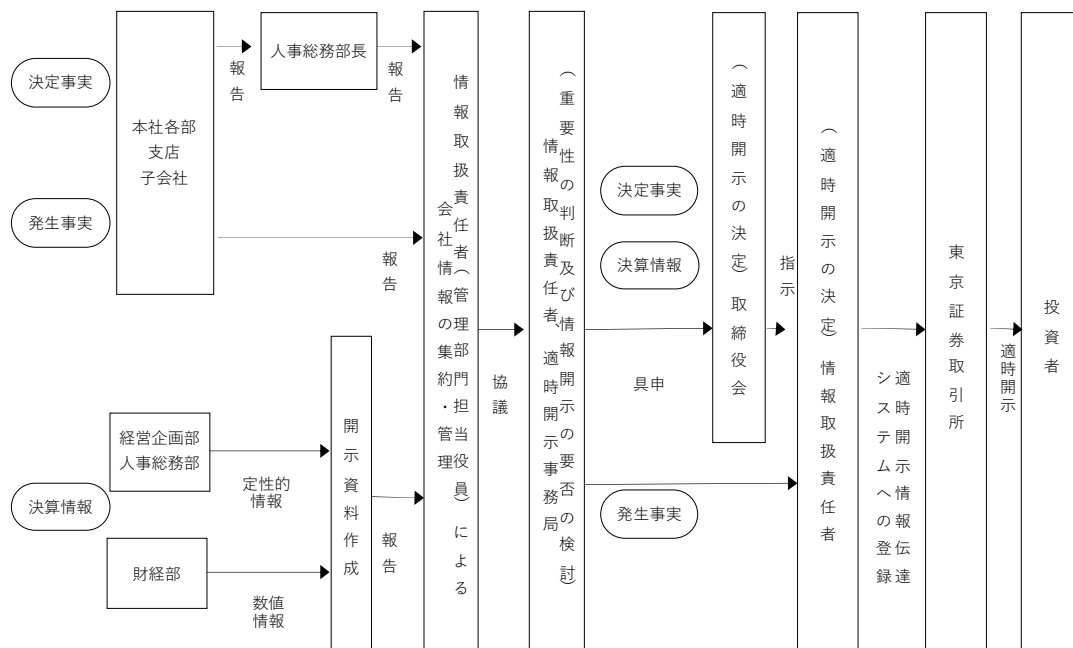 決定事実
発生事実
本社各部
支店
子会社
報告
人事総務部長
報告
報告
決算情報
経営企画部
人事総務部
財経部
定性的
情報
数値
情報
開示資料作成
報告
情報取扱責任者（管理部門担当役員）による
会社情報の集約・管理
協議
（重要性の判断及び情報開示の要否の検討）
情報取扱責任者、適時開示事務局
決定事実
決算情報
具申
発生事実
（適時開示の決定）取締役会
指示
（適時開示の決定）情報取扱責任者
適時開示情報伝達
システムへの登録
東京証券取引所
適時開示
投資者